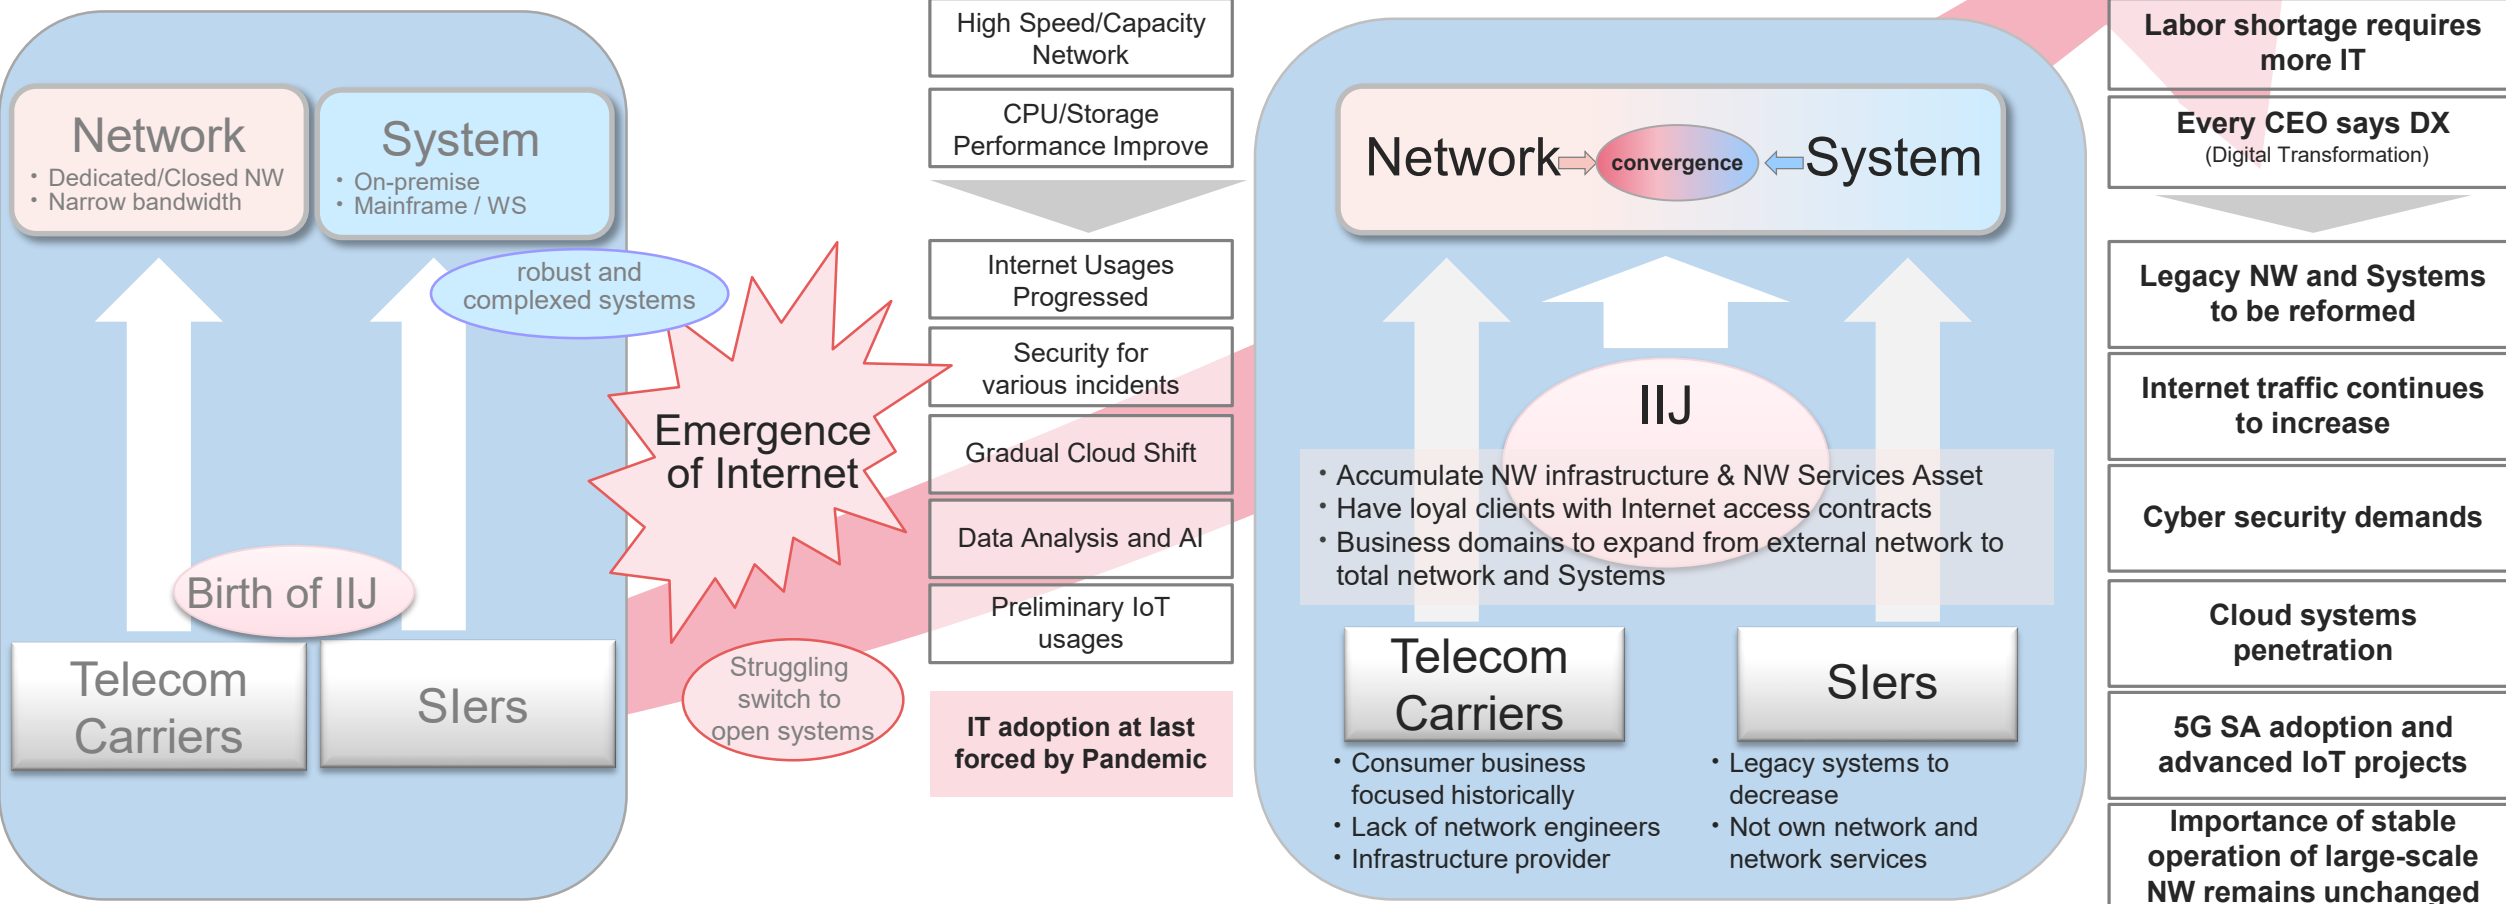 Network
・Dedicated/Closed NW
・Narrow bandwidth
System
・On-premise
・Mainframe / WS
robust and
complexed systems
Birth of IIJ
Telecom
Carriers
SIers
Emergence
of Internet
Struggling
switch to
open systems
High Speed/Capacity
Network
CPU/Storage
Performance Improve
Internet Usages
Progressed
Security for
various incidents
Gradual Cloud Shift
Data Analysis and AI
Preliminary IoT
usages
IT adoption at last
forced by Pandemic
Network
convergence
System
IIJ
・Accumulate NW infrastructure & NW Services Asset
・Have loyal clients with Internet access contracts
・Business domains to expand from external network to
total network and Systems
Telecom
Carriers
・Consumer business
focused historically
・Lack of network engineers
・Infrastructure provider
SIers
・Legacy systems to
decrease
・Not own network and
network services
Labor shortage requires
more IT
Every CEO says DX
(Digital Transformation)
Legacy NW and Systems
to be reformed
Internet traffic continues
to increase
Cyber security demands
Cloud systems
penetration
5G SA adoption and
advanced IoT projects
Importance of stable
operation of large-scale
NW remains unchanged